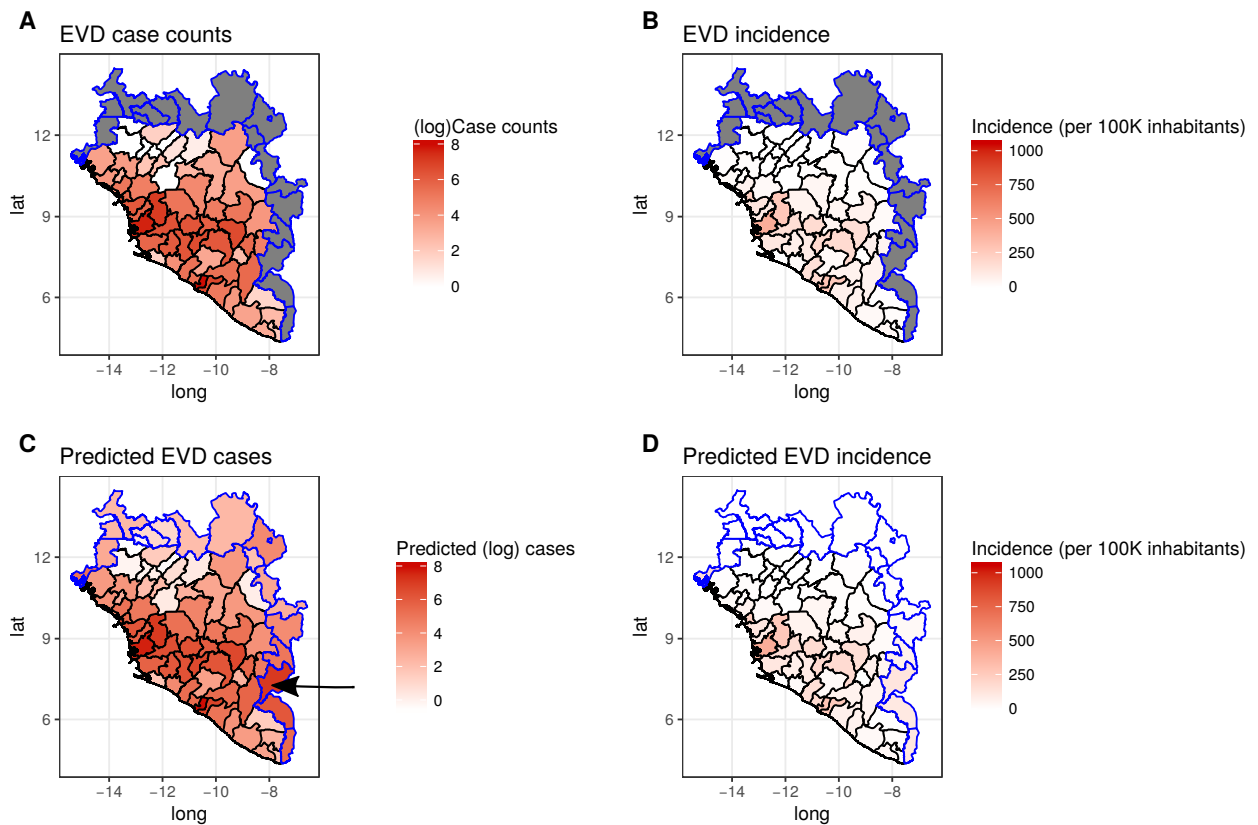 A
EVD case counts
12
9
6
lat
−14
−12
−10
−8
long
(log)Case counts
8
6
4
2
0
B
EVD incidence
12
9
6
lat
−14
−12
−10
−8
long
Incidence (per 100K inhabitants)
1000
750
500
250
0
C
Predicted EVD cases
12
9
6
lat
−14
−12
−10
−8
long
Predicted (log) cases
8
6
4
2
0
D
Predicted EVD incidence
12
9
6
lat
−14
−12
−10
−8
long
Incidence (per 100K inhabitants)
1000
750
500
250
0